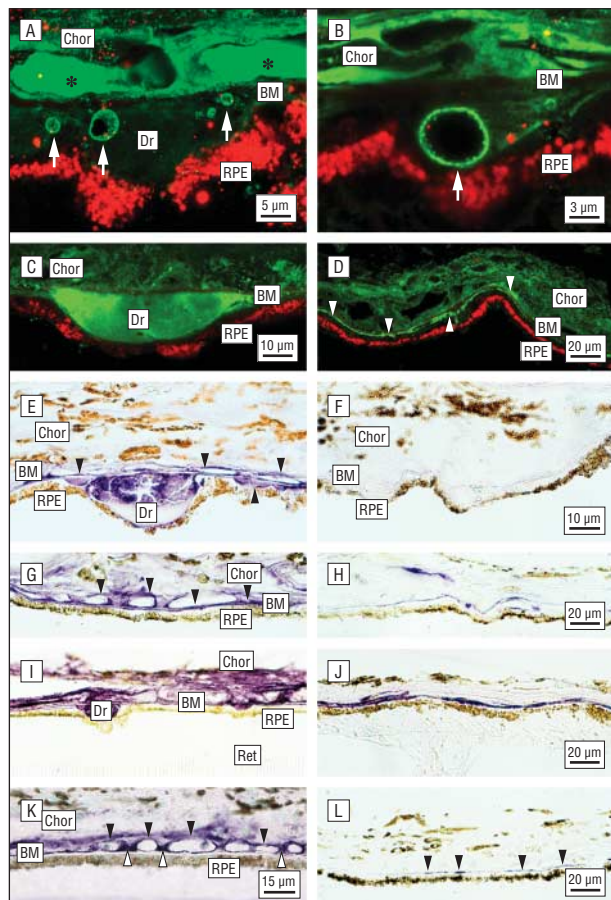 A
Chor
*
*
BM
Dr
RPE
5 µm
B
Chor
BM
RPE
3 µm
C
Chor
BM
Dr
RPE
10 µm
D
Chor
BM
RPE
20 µm
E
Chor
BM
RPE
Dr
F
Chor
BM
RPE
10 µm
G
Chor
BM
RPE
H
20 µm
I
Chor
Dr
BM
RPE
Ret
J
20 µm
K
Chor
BM
RPE
15 µm
L
20 µm